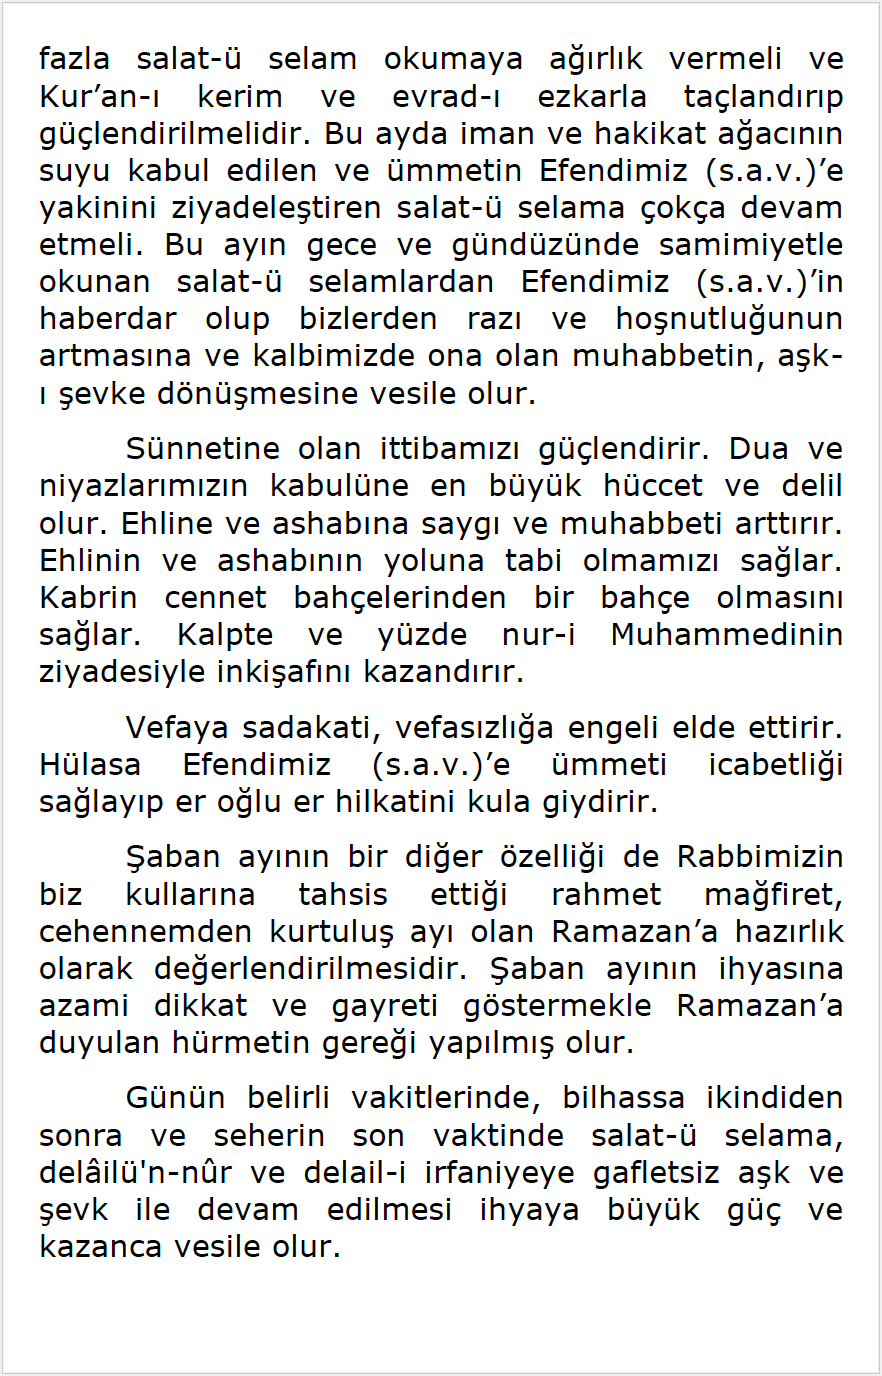 fazla salat-ü selam okumaya ağırlık vermeli ve
Kur’an-ı kerim ve evrad-ı ezkarla taçlandırıp
güçlendirilmelidir. Bu ayda iman ve hakikat ağacının
suyu kabul edilen ve ümmetin Efendimiz (s.a.v.)’e
yakinini ziyadeleştiren salat-ü selama çokça devam
etmeli. Bu ayın gece ve gündüzünde samimiyetle
okunan salat-ü selamlardan Efendimiz (s.a.v.)’in
haberdar olup bizlerden razı ve hoşnutluğunun
artmasına ve kalbimizde ona olan muhabbetin, aşk-
ı şevke dönüşmesine vesile olur.
Sünnetine olan ittibamızı güçlendirir. Dua ve
niyazlarımızın kabulüne en büyük hüccet ve delil
olur. Ehline ve ashabına saygı ve muhabbeti arttırır.
Ehlinin ve ashabının yoluna tabi olmamızı sağlar.
Kabrin cennet bahçelerinden bir bahçe olmasını
sağlar. Kalpte ve yüzde nur-i Muhammedinin
ziyadesiyle inkişafını kazandırır.
Vefaya sadakati, vefasızlığa engeli elde ettirir.
Hülasa Efendimiz (s.a.v.)’e ümmeti icabetliği
sağlayıp er oğlu er hilkatini kula giydirir.
Şaban ayının bir diğer özelliği de Rabbimizin
biz kullarına tahsis ettiği rahmet mağfiret,
cehennemden kurtuluş ayı olan Ramazan’a hazırlık
olarak değerlendirilmesidir. Şaban ayının ihyasına
azami dikkat ve gayreti göstermekle Ramazan’a
duyulan hürmetin gereği yapılmış olur.
Günün belirli vakitlerinde, bilhassa ikindiden
sonra ve seherin son vaktinde salat-ü selama,
delâilü'n-nûr ve delail-i irfaniyeye gafletsiz aşk ve
şevk ile devam edilmesi ihyaya büyük güç ve
kazanca vesile olur.